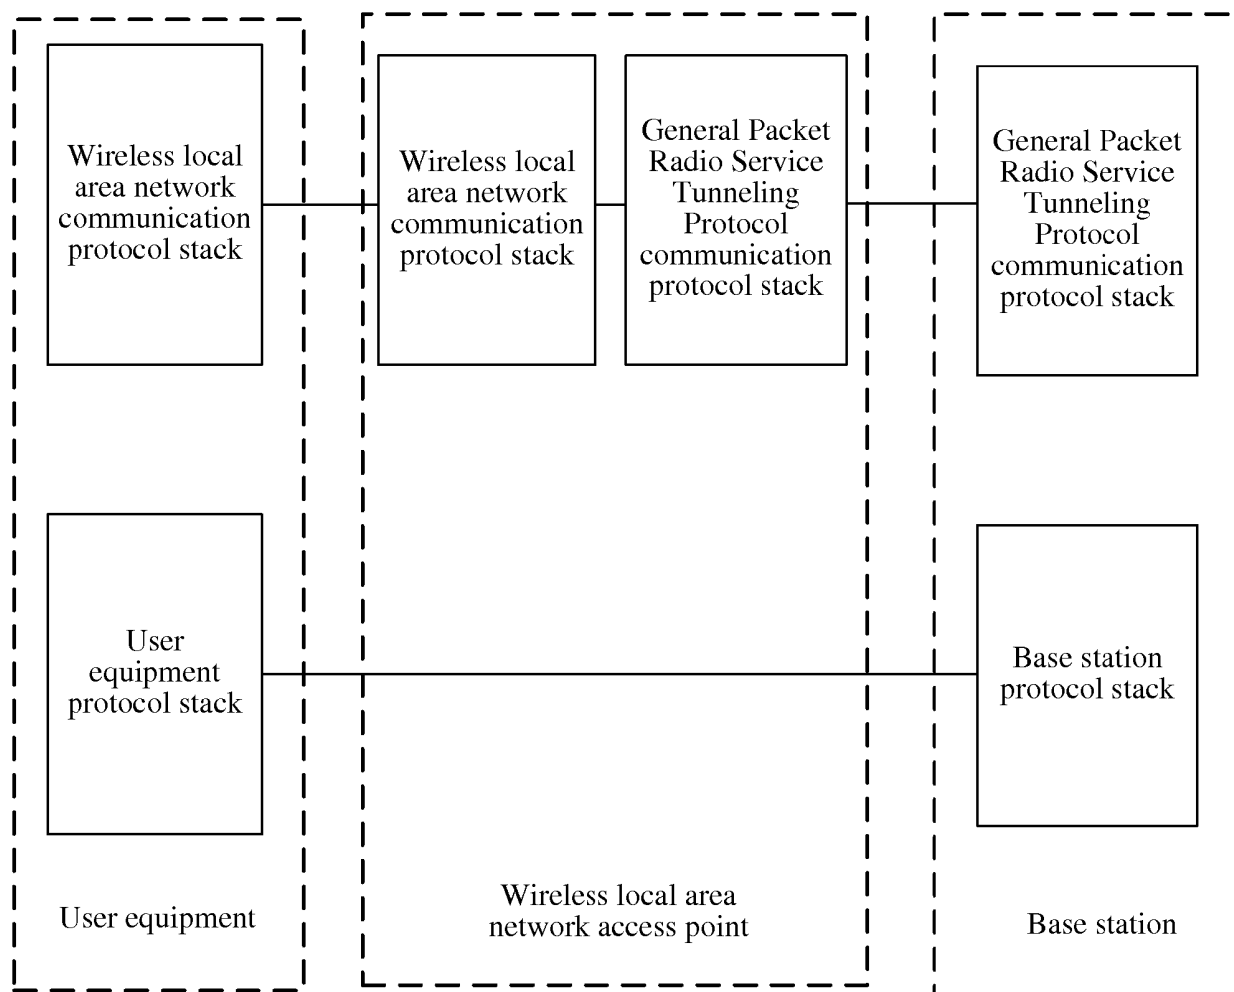 Wireless local
area network
communication
protocol stack
Wireless local
area network
communication
protocol stack
General Packet
Radio Service
Tunneling
Protocol
communication
protocol stack
General Packet
Radio Service
Tunneling
Protocol
communication
protocol stack
User
equipment
protocol stack
Base station
protocol stack
User equipment
Wireless local area
network access point
Base station